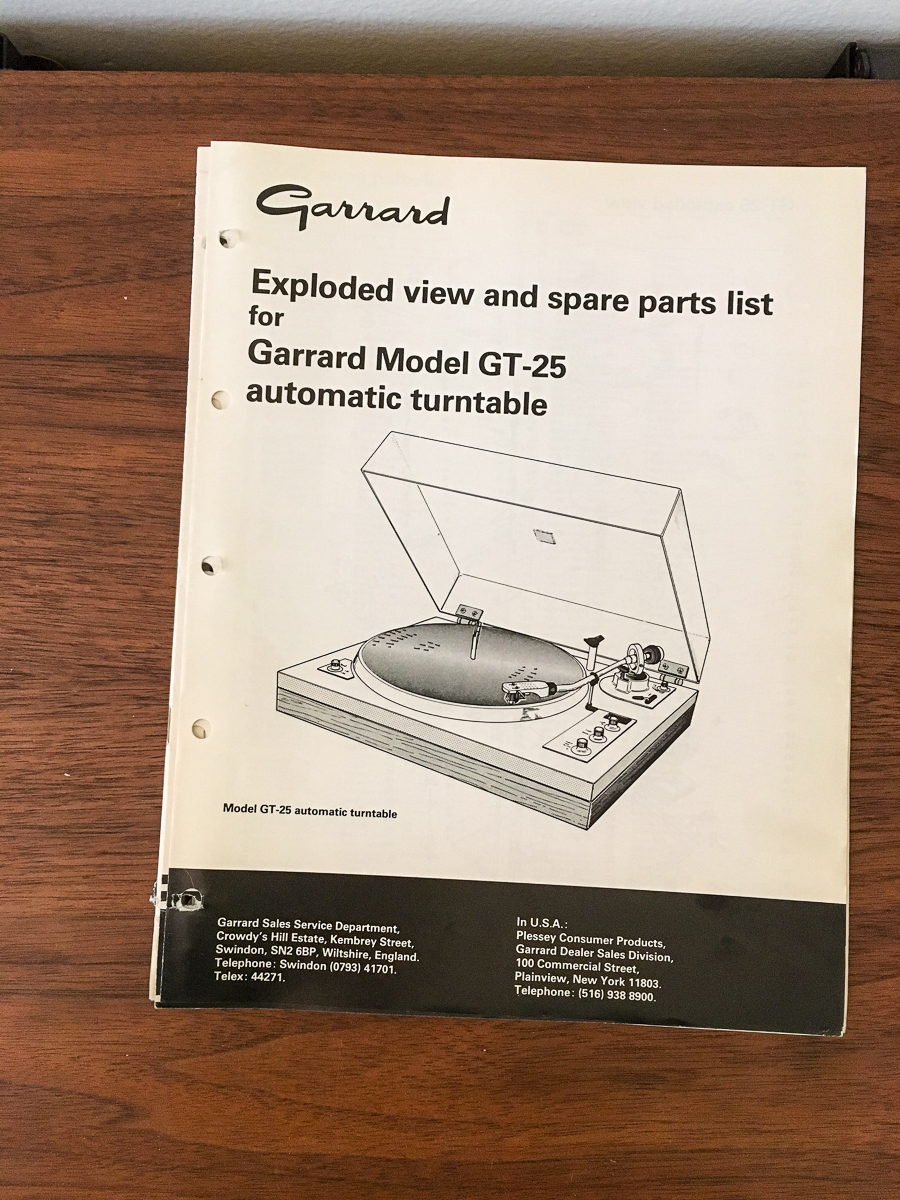 Garrard
Exploded view and spare parts list
for
Garrard Model GT-25
automatic turntable
Model GT-25 automatic turntable
Garrard Sales Service Department,
Crowdy's Hill Estate, Kembrey Street,
Swindon, SN2 6BP, Wiltshire, England.
Telephone: Swindon (0793) 41701.
Telex: 44271.
In U.S.A.:
Plessey Consumer Products,
Garrard Dealer Sales Division,
100 Commercial Street,
Plainview, New York 11803.
Telephone: (516) 938 8900.